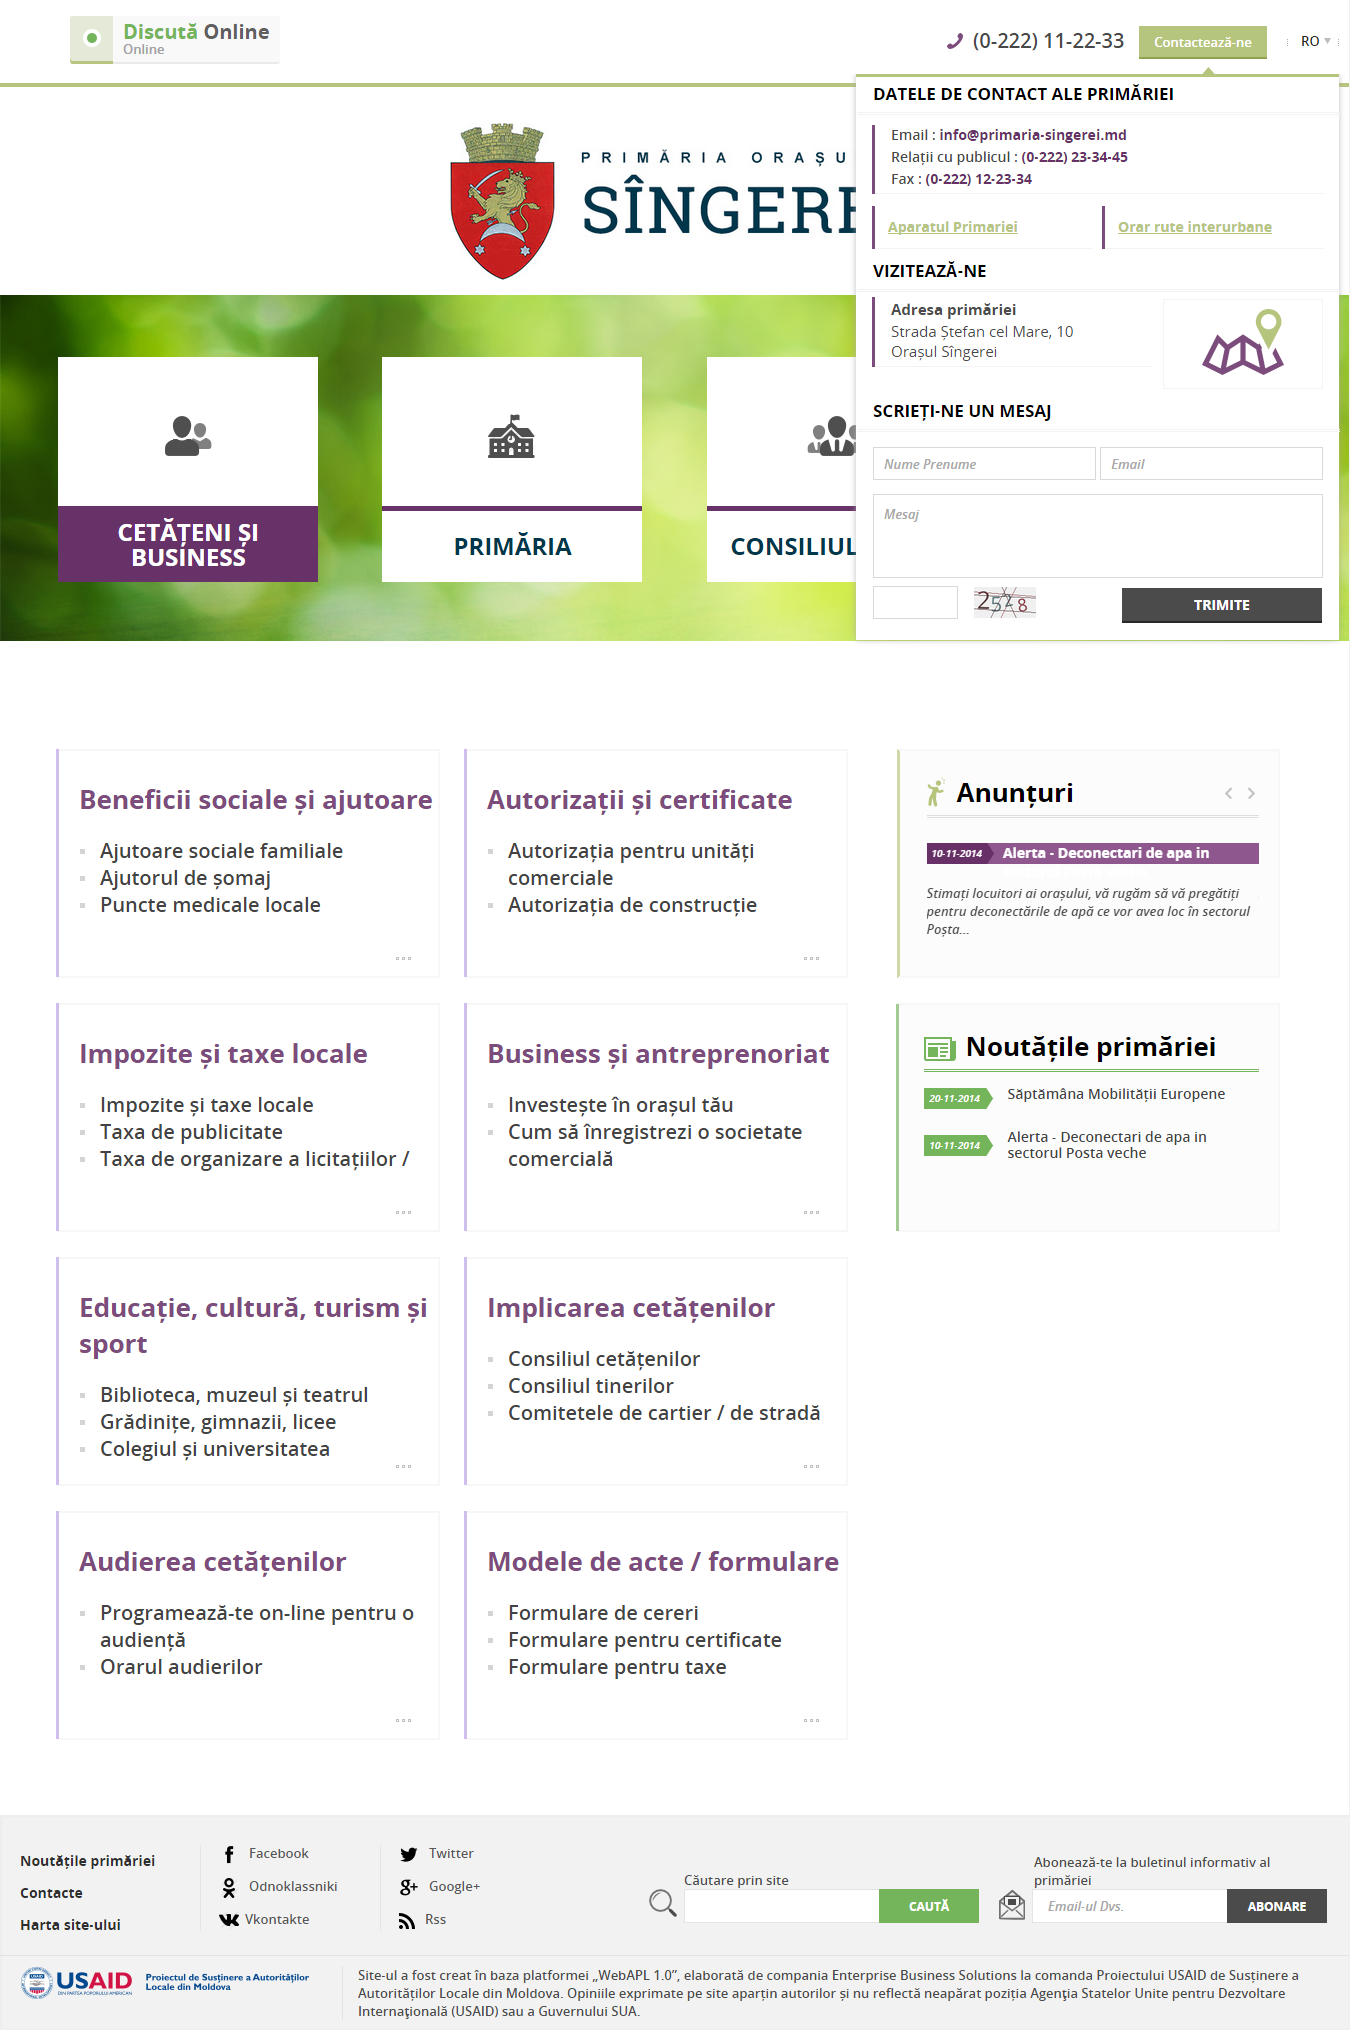 Discută Online
Online
(0-222) 11-22-33
Contactează-ne
RO
DATELE DE CONTACT ALE PRIMĂRIEI
Email : info@primaria-singerei.md
Relații cu publicul : (0-222) 23-34-45
Fax : (0-222) 12-23-34
Aparatul Primariei
Orar rute interurbane
VIZITEAZĂ-NE
Adresa primăriei
Strada Ștefan cel Mare, 10
Orașul Sîngerei
SCRIEȚI-NE UN MESAJ
Nume Prenume
Email
Mesaj
TRIMITE
PRIMĂRIA ORAȘU
SÎNGERE
CETĂȚENI ȘI
BUSINESS
PRIMĂRIA
CONSILIUL
Beneficii sociale și ajutoare
Ajutoare sociale familiale
Ajutorul de șomaj
Puncte medicale locale
Autorizații și certificate
Autorizația pentru unități
comerciale
Autorizația de construcție
Anunțuri
10-11-2014
Alerta - Deconectari de apa in
Stimați locuitori ai orașului, vă rugăm să vă pregătiți
pentru deconectările de apă ce vor avea loc în sectorul
Poșta...
Impozite și taxe locale
Impozite și taxe locale
Taxa de publicitate
Taxa de organizare a licitațiilor /
Business și antreprenoriat
Investește în orașul tău
Cum să înregistrezi o societate
comercială
Noutățile primăriei
20-11-2014
Săptămâna Mobilității Europene
10-11-2014
Alerta - Deconectari de apa in
sectorul Posta veche
Educație, cultură, turism și
sport
Biblioteca, muzeul și teatrul
Grădinițe, gimnazii, licee
Colegiul și universitatea
Implicarea cetățenilor
Consiliul cetățenilor
Consiliul tinerilor
Comitetele de cartier / de stradă
Audierea cetățenilor
Programează-te on-line pentru o
audiență
Orarul audierilor
Modele de acte / formulare
Formulare de cereri
Formulare pentru certificate
Formulare pentru taxe
Noutățile primăriei
Contacte
Harta site-ului
Facebook
Odnoklassniki
Vkontakte
Twitter
Google+
Rss
Căutare prin site
CAUTĂ
Abonează-te la buletinul informativ al
primăriei
Email-ul Dvs.
ABONARE
USAID
DIN PARTEA POPORULUI AMERICAN
Proiectul de Susținere a Autorităților
Locale din Moldova
Site-ul a fost creat în baza platformei „WebAPL 1.0”, elaborată de compania Enterprise Business Solutions la comanda Proiectului USAID de Susținere a
Autorităților Locale din Moldova. Opiniile exprimate pe site aparțin autorilor și nu reflectă neapărat poziția Agenţia Statelor Unite pentru Dezvoltare
Internaţională (USAID) sau a Guvernului SUA.